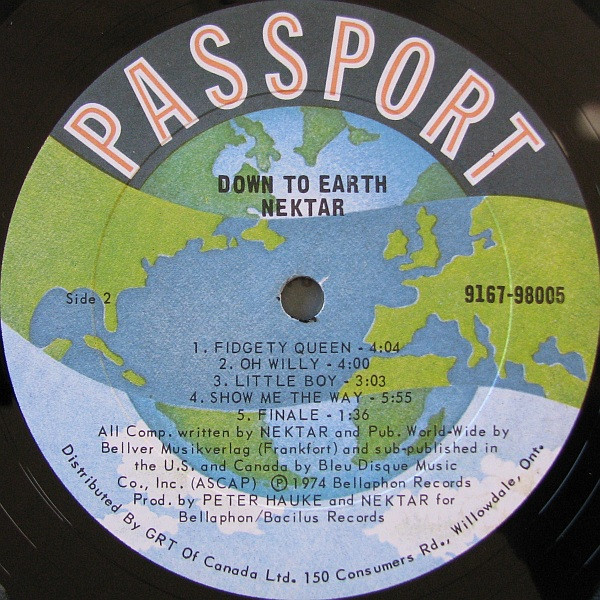 PASSPORT
DOWN TO EARTH
NEKTAR
Side 2
9167-98005
1. FIDGETY QUEEN - 4:04
2. OH WILLY - 4:00
3. LITTLE BOY - 3:03
4. SHOW ME THE WAY - 5:55
5. FINALE - 1:36
All Comp. written by NEKTAR and Pub. World-Wide by
Bellver Musikverlag (Frankfort) and sub-published in
the U.S. and Canada by Bleu Disque Music
Co., Inc. (ASCAP) Ⓟ 1974 Bellaphon Records
Prod. by PETER HAUKE and NEKTAR for
Bellaphon/Bacilus Records
Distributed By GRT Of Canada Ltd. 150 Consumers Rd., Willowdale, Ont.